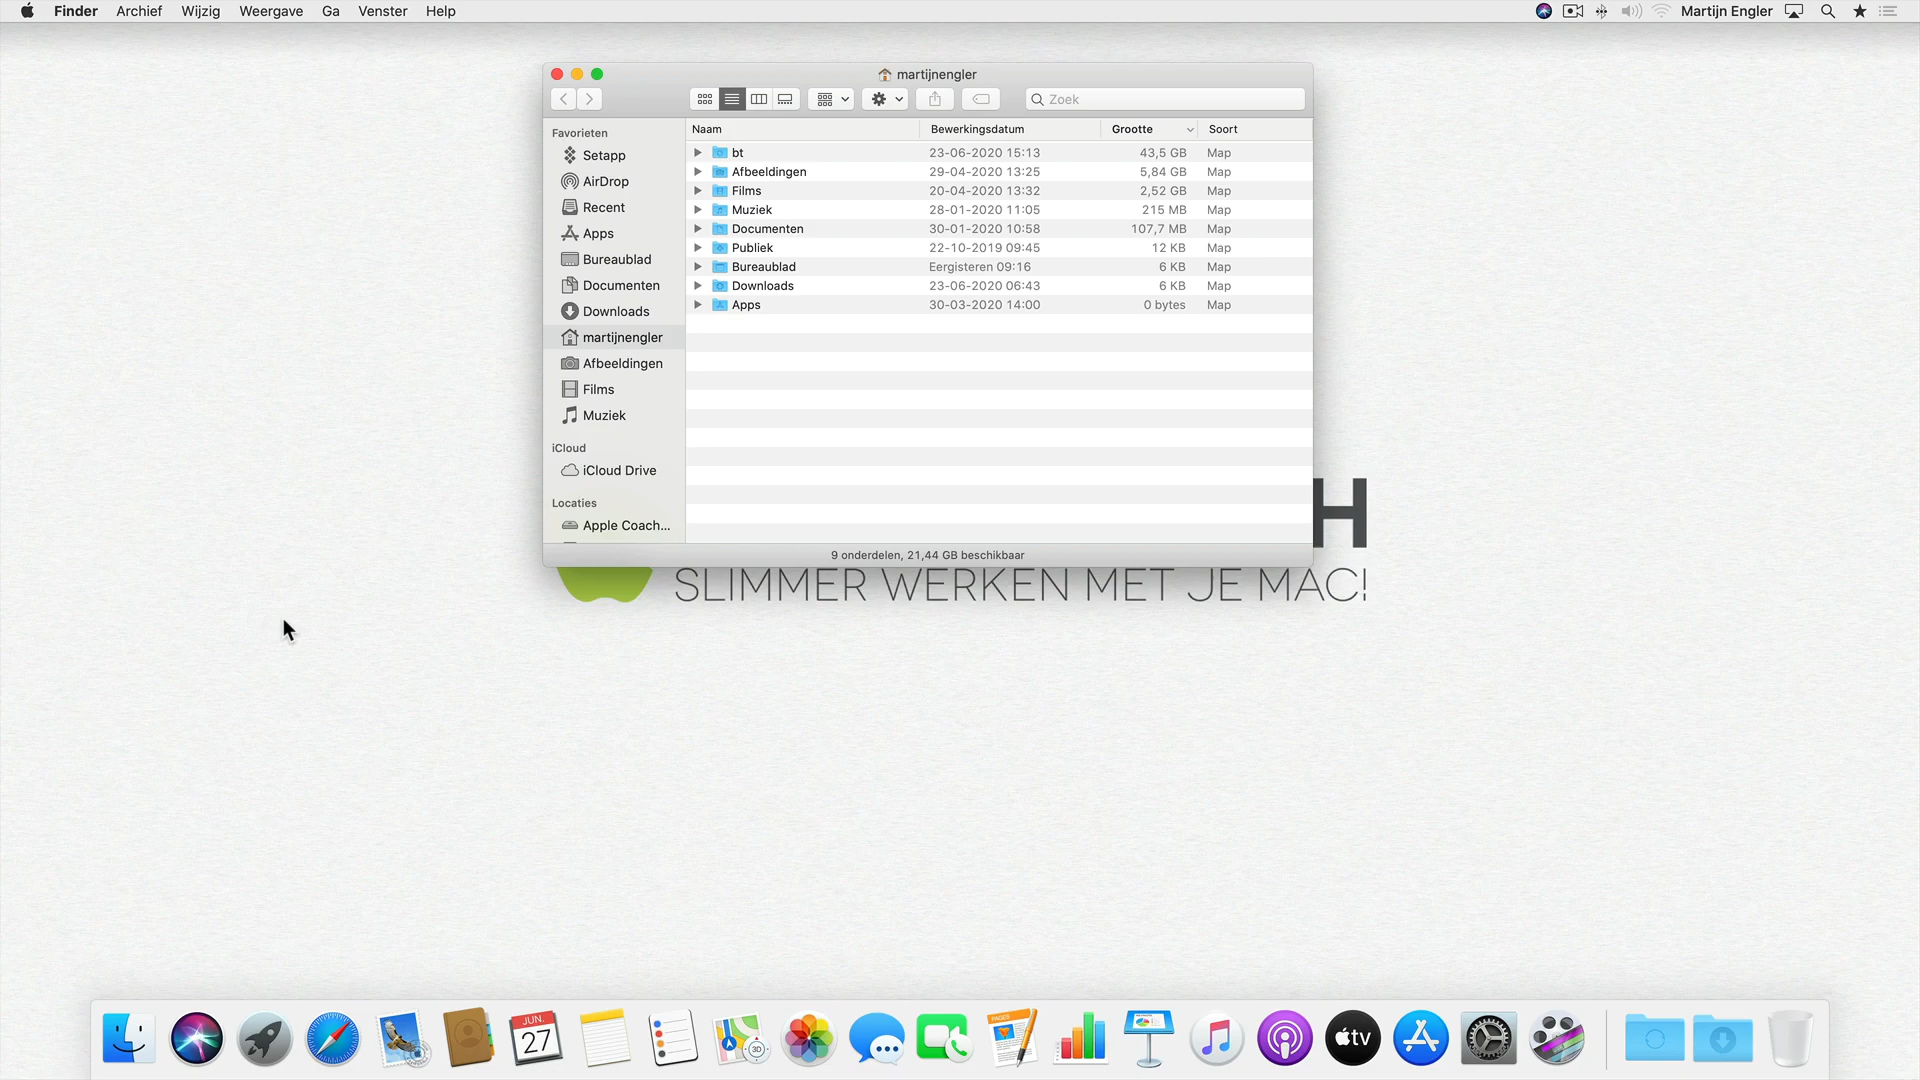 Finder Archief Wijzig Weergave Ga Venster Help Martijn Engler
martijnengler
Zoek
Favorieten
Setapp
AirDrop
Recent
Apps
Bureaublad
Documenten
Downloads
martijnengler
Afbeeldingen
Films
Muziek
iCloud
iCloud Drive
Locaties
Apple Coach...
Naam Bewerkingsdatum Grootte Soort
bt 23-06-2020 15:13 43,5 GB Map
Afbeeldingen 29-04-2020 13:25 5,84 GB Map
Films 20-04-2020 13:32 2,52 GB Map
Muziek 28-01-2020 11:05 215 MB Map
Documenten 30-01-2020 10:58 107,7 MB Map
Publiek 22-10-2019 09:45 12 KB Map
Bureaublad Eergisteren 09:16 6 KB Map
Downloads 23-06-2020 06:43 6 KB Map
Apps 30-03-2020 14:00 0 bytes Map
9 onderdelen, 21,44 GB beschikbaar
H
SLIMMER WERKEN MET JE MAC!
JUN.
27
3D
PAGES
tv